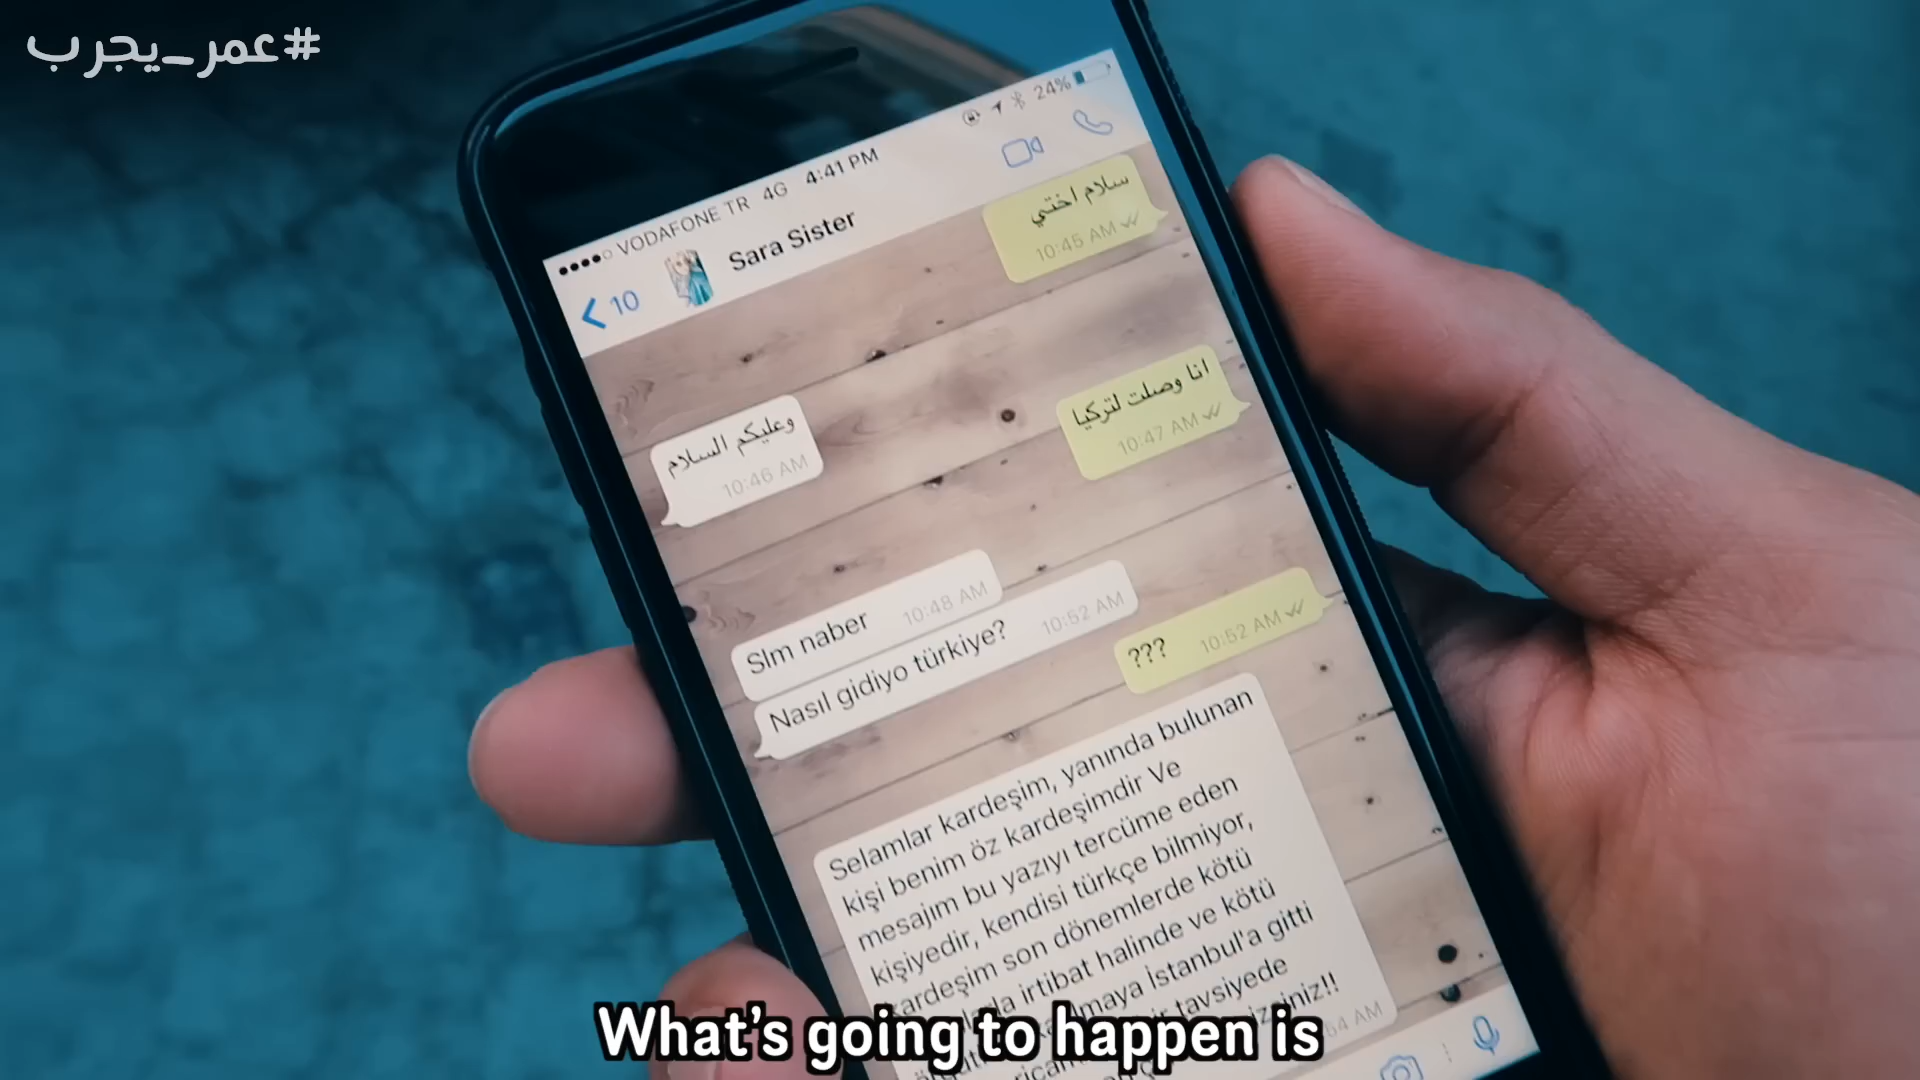 #عمر_يجرب
VODAFONE TR 4G 4:41 PM 24%
10 Sara Sister
سلام اختي
10:45 AM
وعليكم السلام
10:46 AM
انا وصلت لتركيا
10:47 AM
Slm naber 10:48 AM
Nasıl gidiyo türkiye? 10:52 AM
??? 10:52 AM
Selamlar kardeşim, yanında bulunan
kişi benim öz kardeşimdir Ve
mesajım bu yazıyı tercüme eden
kişiyedir, kendisi türkçe bilmiyor,
kardeşim son dönemlerde kötü
irtibat halinde ve kötü
istanbul'a gitti
tavsiyede
What's going to happen is